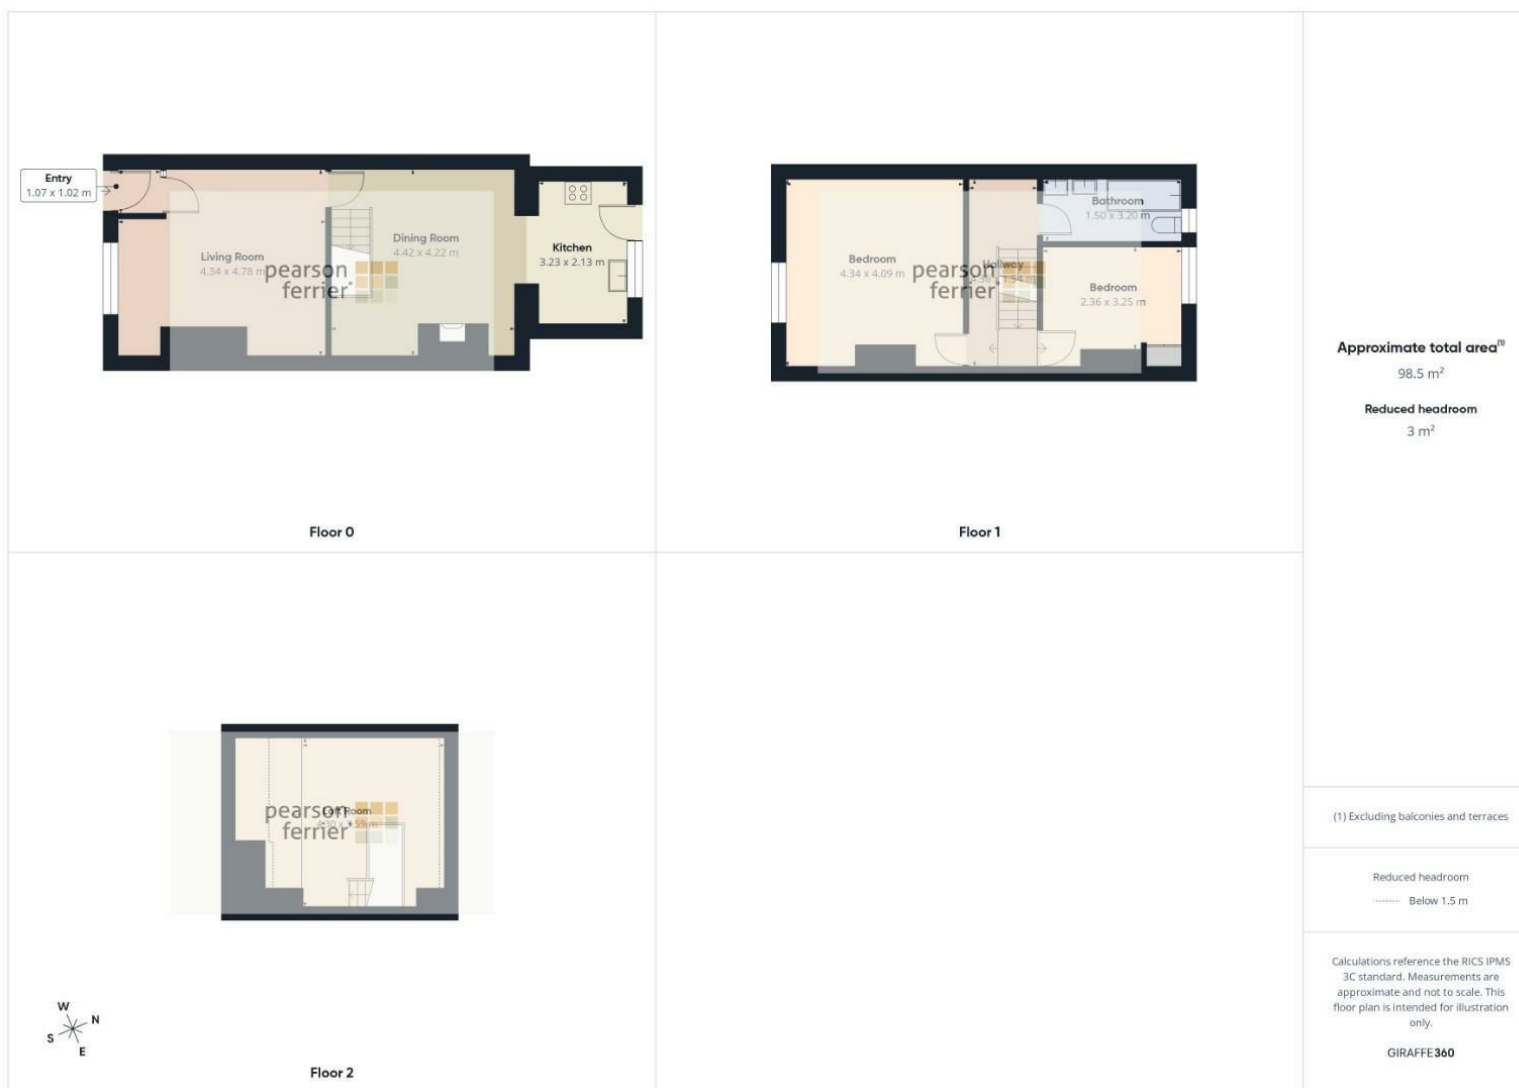 Entry
1.07 x 1.02 m
Living Room
4.34 x 4.78 m
Dining Room
4.42 x 4.22 m
Kitchen
3.23 x 2.13 m
pearson
ferrier
Floor 0
Bedroom
4.34 x 4.09 m
Hallway
Bathroom
1.50 x 3.20 m
Bedroom
2.36 x 3.25 m
pearson
ferrier
Floor 1
Loft Room
pearson
ferrier
W
N
S
E
Floor 2
Approximate total area(1)
98.5 m²
Reduced headroom
3 m²
(1) Excluding balconies and terraces
Reduced headroom
Below 1.5 m
Calculations reference the RICS IPMS
3C standard. Measurements are
approximate and not to scale. This
floor plan is intended for illustration
only.
GIRAFFE360